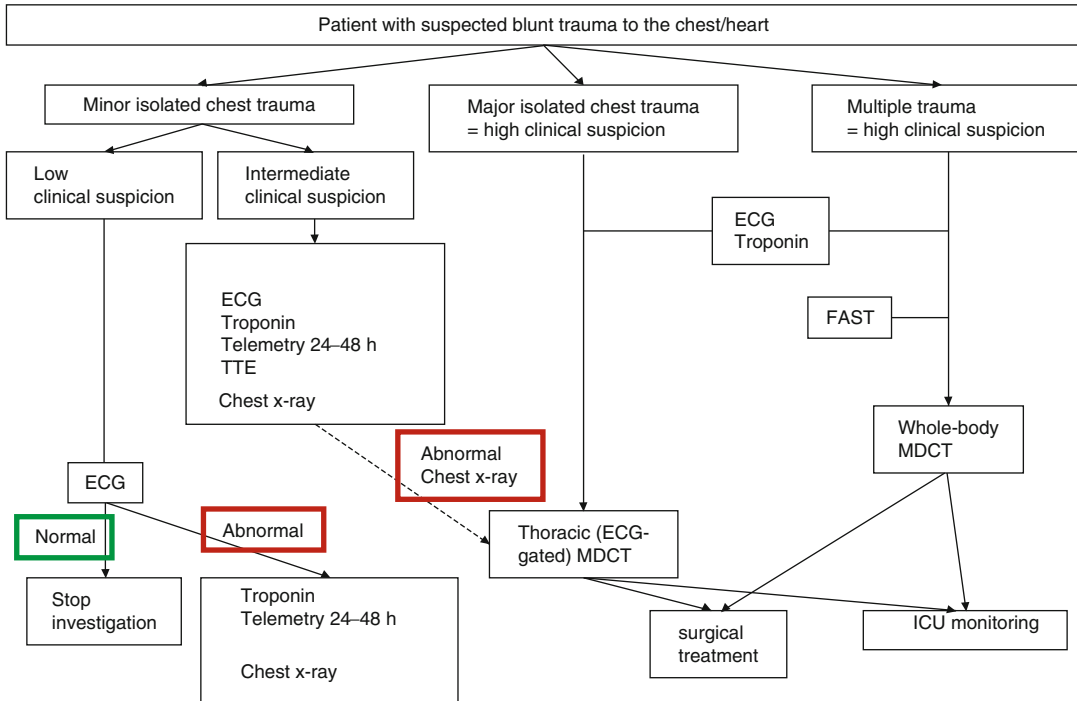 Patient with suspected blunt trauma to the chest/heart
Minor isolated chest trauma
Major isolated chest trauma
= high clinical suspicion
Multiple trauma
= high clinical suspicion
Low
clinical suspicion
Intermediate
clinical suspicion
ECG
Troponin
ECG
Troponin
Telemetry 24–48 h
TTE
Chest x-ray
FAST
Whole-body
MDCT
Abnormal
Chest x-ray
ECG
Normal
Abnormal
Thoracic (ECG-
gated) MDCT
Stop
investigation
Troponin
Telemetry 24–48 h
Chest x-ray
surgical
treatment
ICU monitoring